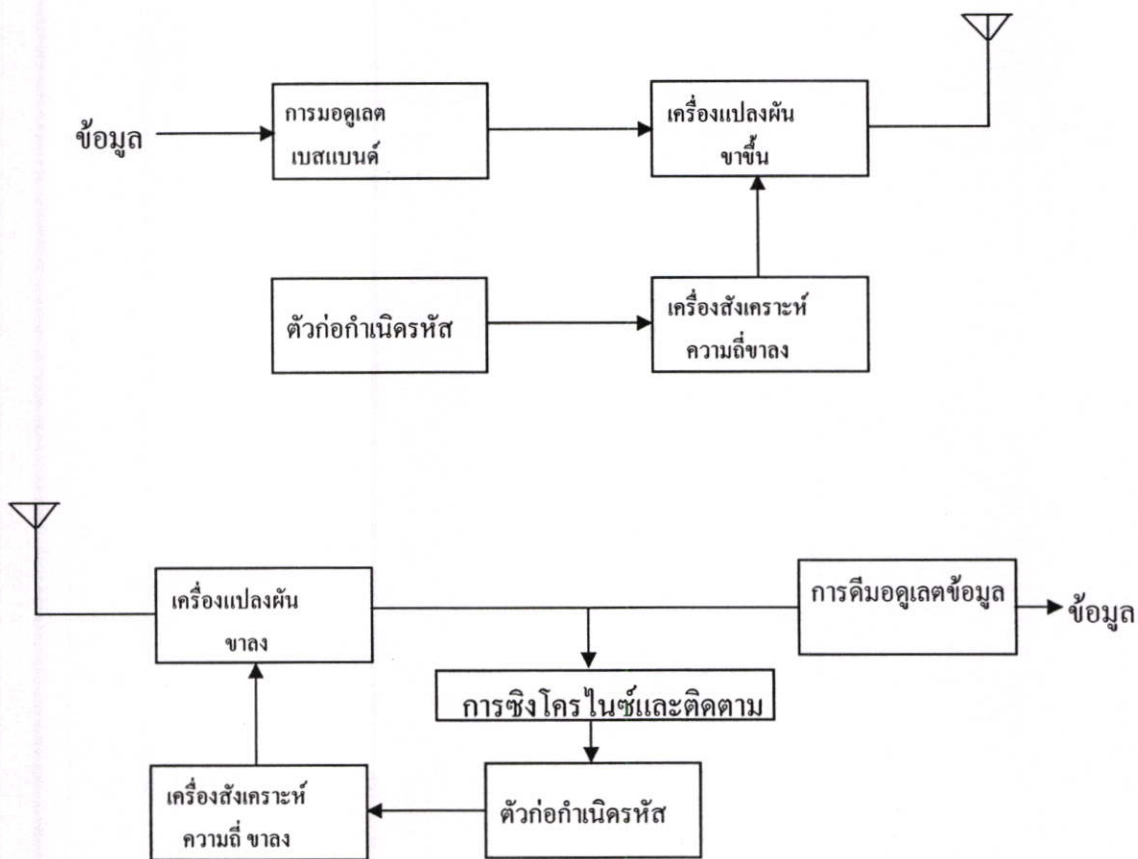 การมอดูเลต
เบสแบนด์
เครื่องแปลงผัน
ขาขึ้น
ข้อมูล
ตัวก่อกำเนิดรหัส
เครื่องสังเคราะห์
ความถี่ขาลง
เครื่องแปลงผัน
ขาลง
การดีมอดูเลตข้อมูล
ข้อมูล
การซิงโครไนซ์และติดตาม
เครื่องสังเคราะห์
ความถี่ ขาลง
ตัวก่อกำเนิดรหัส